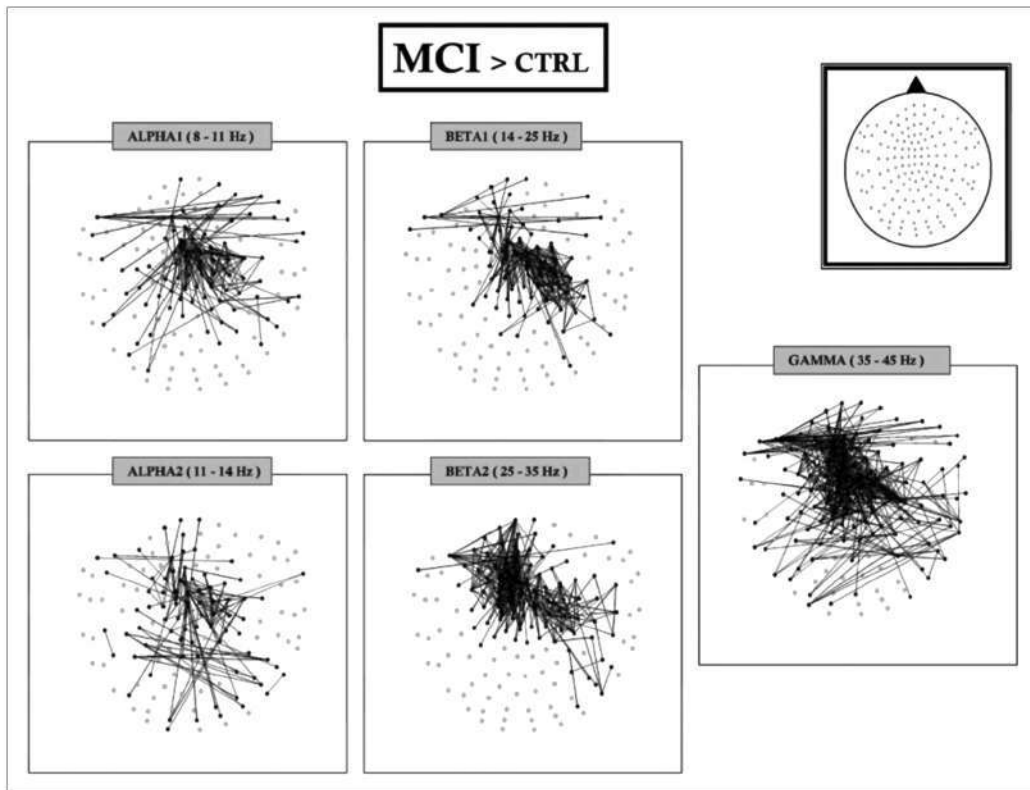 MCI > CTRL
ALPHA1 ( 8 - 11 Hz )
BETA1 ( 14 - 25 Hz )
GAMMA ( 35 - 45 Hz )
ALPHA2 ( 11 - 14 Hz )
BETA2 ( 25 - 35 Hz )